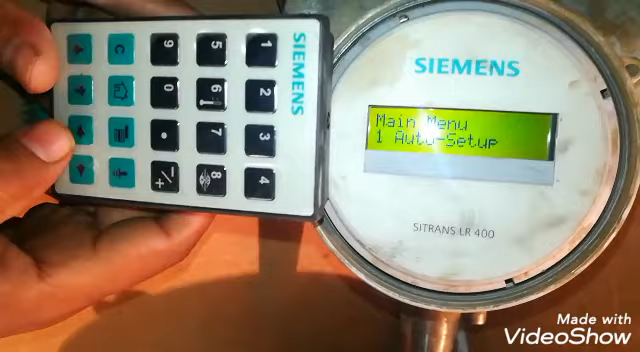 SIEMENS
1
2
3
4
5
6
7
8
9
0
•
−/+
C
SIEMENS
Main Menu
1 Auto-Setup
SITRANS LR 400
Made with
VideoShow